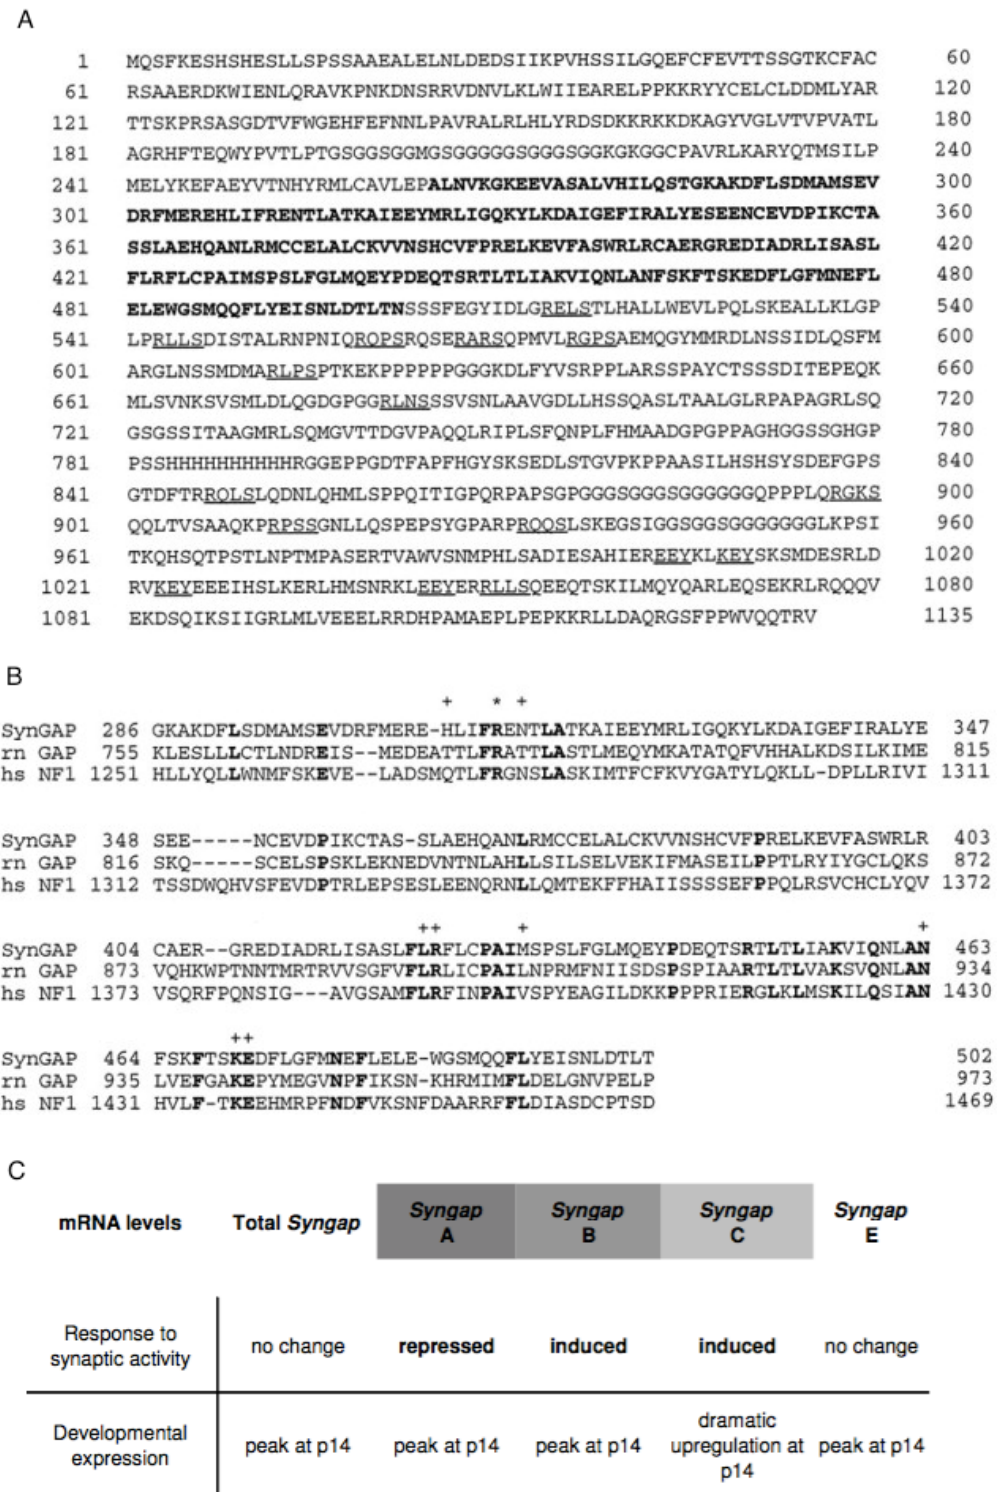 A
1 MQSFKESHSHESLLSPSSAAEALELNLDEDSIIKPVHSSILGQEFCFEVTTSSGTKCFAC 60
61 RSAAERDKWIENLQRAVKPNKDNSRRVDNVLKLWIIEARELPPKKRYYCELCLDDMLYAR 120
121 TTSKPRSASGDTVFWGEHFEFNNLPAVRALRLHLYRDSDKKRKKDKAGYVGLVTVPVATL 180
181 AGRHFTEQWYPVTLPTGSGGSGGMGSGGGGGSGGGSGGKGKGGCPAVRLKARYQTMSILP 240
241 MELYKEFAEYVTNHYRMLCAVLEPALNVKGKEEVASALVHILQSTGKAKDFLSDMAMSEV 300
301 DRFMEREHLIFRENTLATKAIEEYMRLIGQKYLKDAIGEFIRALYESEENCEVDPIKCTA 360
361 SSLAEHQANLRMCCELALCKVVNSHCVFPRELKEVFASWRLRCAERGREDIADRLISASL 420
421 FLRFLCPAIMSPSLFGLMQEYPDEQTSRTLTLIAKVIQNLANFSKFTSKEDFLGFMNEFL 480
481 ELEWGSMQQFLYEISNLDTLTNSSSFEGYIDLGRELSTLHALLWEVLPQLSKEALLKLGP 540
541 LPRLLSDISTALRNPNIQRQPSRQSERARSQPMVLRGPSAEMQGYMMRDLNSSIDLQSFM 600
601 ARGLNSSMDMARLPSPTKEKPPPPPPGGGKDLFYVSRPPLARSSPAYCTSSSDITEPEQK 660
661 MLSVNKSVSMLDLQGDGPGGRLNSSSVSNLAAVGDLLHSSQASLTAALGLRPAPAGRLSQ 720
721 GSGSSITAAGMRLSQMGVTTDGVPAQQLRIPLSFQNPLFHMAADGPGPPAGHGGSSGHGP 780
781 PSSHHHHHHHHHHRGGEPPGDTFAPFHGYSKSEDLSTGVPKPPAASILHSHSYSDEFGPS 840
841 GTDFTRRQLSLQDNLQHMLSPPQITIGPQRPAPSGPGGGSGGGSGGGGGGQPPPLQRGKS 900
901 QQLTVSAAQKPRPSSGNLLQSPEPSYGPARPRQQSLSKEGSIGGSGGSGGGGGGGLKPSI 960
961 TKQHSQTPSTLNPTMPASERTVAWVSNMPHLSADIESAHIEREEYKLKEYSKSMDESRLD 1020
1021 RVKEYEEEIHSLKERLHMSNRKLEEYERRLLSQEEQTSKILMQYQARLEQSEKRLRQQQV 1080
1081 EKDSQIKSIIGRLMLVEEELRRDHPAMAEPLPEPKKRLLDAQRGSFPPWVQQTRV 1135
B
+ * +
SynGAP 286 GKAKDFLSDMAMSEVDRFMERE-HLIFRENTLATKAIEEYMRLIGQKYLKDAIGEFIRALYE 347
rn GAP 755 KLESLLLCTLNDREIS--MEDEATTLFRATTLASTLMEQYMKATATQFVHHALKDSILKIME 815
hs NF1 1251 HLLYQLLWNMFSKEVE--LADSMQTLFRGNSLASKIMTFCFKVYGATYLQKLL-DPLLRIVI 1311
SynGAP 348 SEE-----NCEVDPIKCTAS-SLAEHQANLRMCCELALCKVVNSHCVFPRELKEVFASWRLR 403
rn GAP 816 SKQ-----SCELSPSKLEKNEDVNTNLAHLLSILSELVEKIFMASEILPPTLRYIYGCLQKS 872
hs NF1 1312 TSSDWQHVSFEVDPTRLEPSESLEENQRNLLQMTEKFFHAIISSSSEFPPQLRSVCHCLYQV 1372
++ + +
SynGAP 404 CAER--GREDIADRLISASLFLRFLCPAIMSPSLFGLMQEYPDEQTSRTLTLIAKVIQNLAN 463
rn GAP 873 VQHKWPTNNTMRTRVVSGFVFLRLICPAILNPRMFNIISDSPSPIAARTLTLVAKSVQNLAN 934
hs NF1 1373 VSQRFPQNSIG---AVGSAMFLRFINPAIVSPYEAGILDKKPPPRIERGLKLMSKILQSIAN 1430
++
SynGAP 464 FSKFTSKEDFLGFMNEFLELE-WGSMQQFLYEISNLDTLT 502
rn GAP 935 LVEFGAKEPYMEGVNPFIKSN-KHRMIMFLDELGNVPELP 973
hs NF1 1431 HVLF-TKEEHMRPFNDFVKSNFDAARRFFLDIASDCPTSD 1469
C
mRNA levels Total Syngap Syngap A Syngap B Syngap C Syngap E
Response to synaptic activity no change repressed induced induced no change
Developmental expression peak at p14 peak at p14 peak at p14 dramatic upregulation at p14 peak at p14